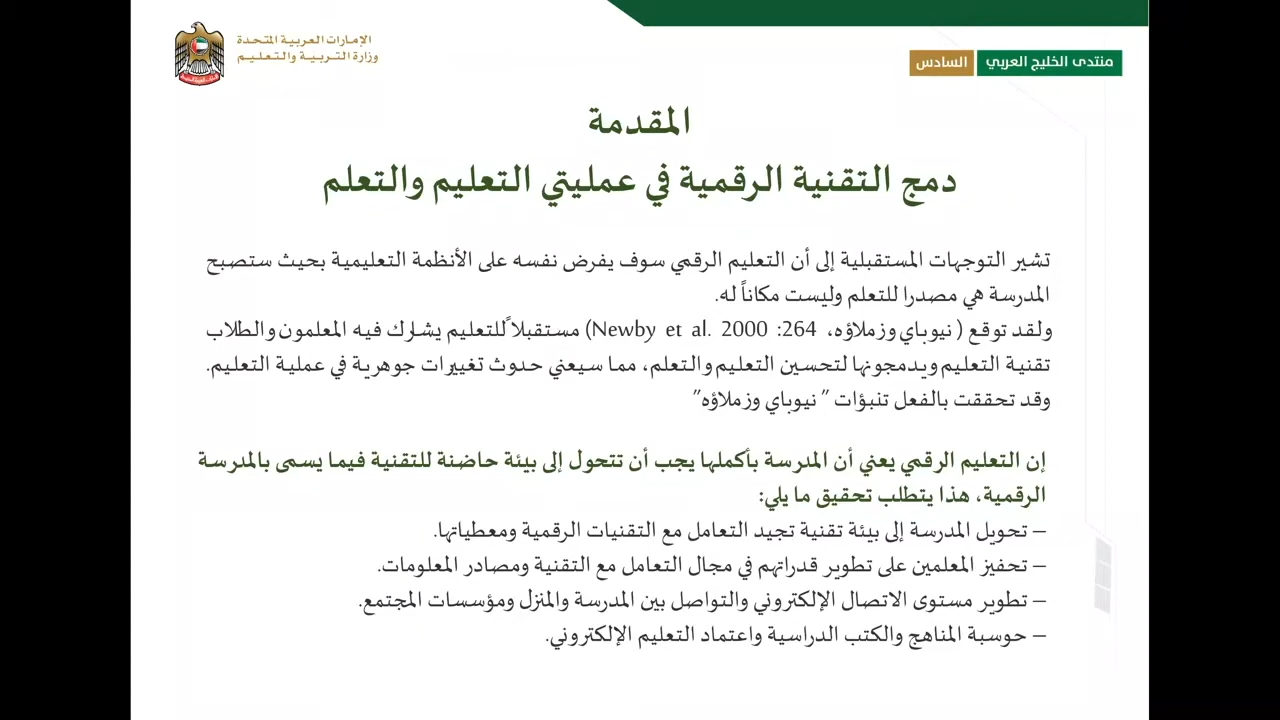 الإمارات العربية المتحدة
وزارة التربية والتعليم
منتدى الخليج العربي السادس
المقدمة
دمج التقنية الرقمية في عمليتي التعليم والتعلم
تشير التوجهات المستقبلية إلى أن التعليم الرقمي سوف يفرض نفسه على الأنظمة التعليمية بحيث ستصبح
المدرسة هي مصدرا للتعلم وليست مكاناً له.
ولقد توقع ( نيوباي وزملاؤه، Newby et al. 2000 :264) مستقبلاً للتعليم يشارك فيه المعلمون والطلاب
تقنية التعليم ويدمجونها لتحسين التعليم والتعلم، مما سيعني حدوث تغييرات جوهرية في عملية التعليم.
وقد تحققت بالفعل تنبؤات " نيوباي وزملاؤه"
إن التعليم الرقمي يعني أن المدرسة بأكملها يجب أن تتحول إلى بيئة حاضنة للتقنية فيما يسمى بالمدرسة
الرقمية، هذا يتطلب تحقيق ما يلي:
– تحويل المدرسة إلى بيئة تقنية تجيد التعامل مع التقنيات الرقمية ومعطياتها.
– تحفيز المعلمين على تطوير قدراتهم في مجال التعامل مع التقنية ومصادر المعلومات.
– تطوير مستوى الاتصال الإلكتروني والتواصل بين المدرسة والمنزل ومؤسسات المجتمع.
– حوسبة المناهج والكتب الدراسية واعتماد التعليم الإلكتروني.